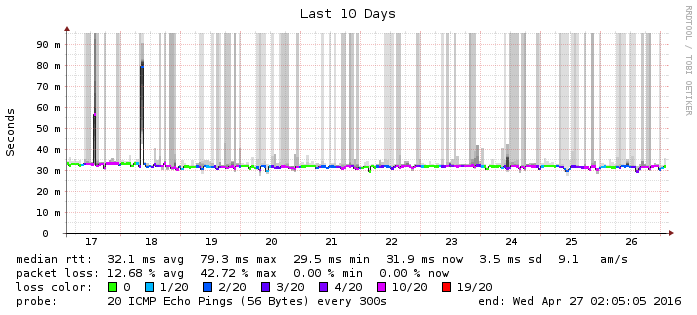 Last 10 Days
RRDTOOL / TOBI OETIKER
Seconds
90 m
80 m
70 m
60 m
50 m
40 m
30 m
20 m
10 m
0
17 18 19 20 21 22 23 24 25 26
median rtt: 32.1 ms avg 79.3 ms max 29.5 ms min 31.9 ms now 3.5 ms sd 9.1 am/s
packet loss: 12.68 % avg 42.72 % max 0.00 % min 0.00 % now
loss color: 0 1/20 2/20 3/20 4/20 10/20 19/20
probe: 20 ICMP Echo Pings (56 Bytes) every 300s end: Wed Apr 27 02:05:05 2016